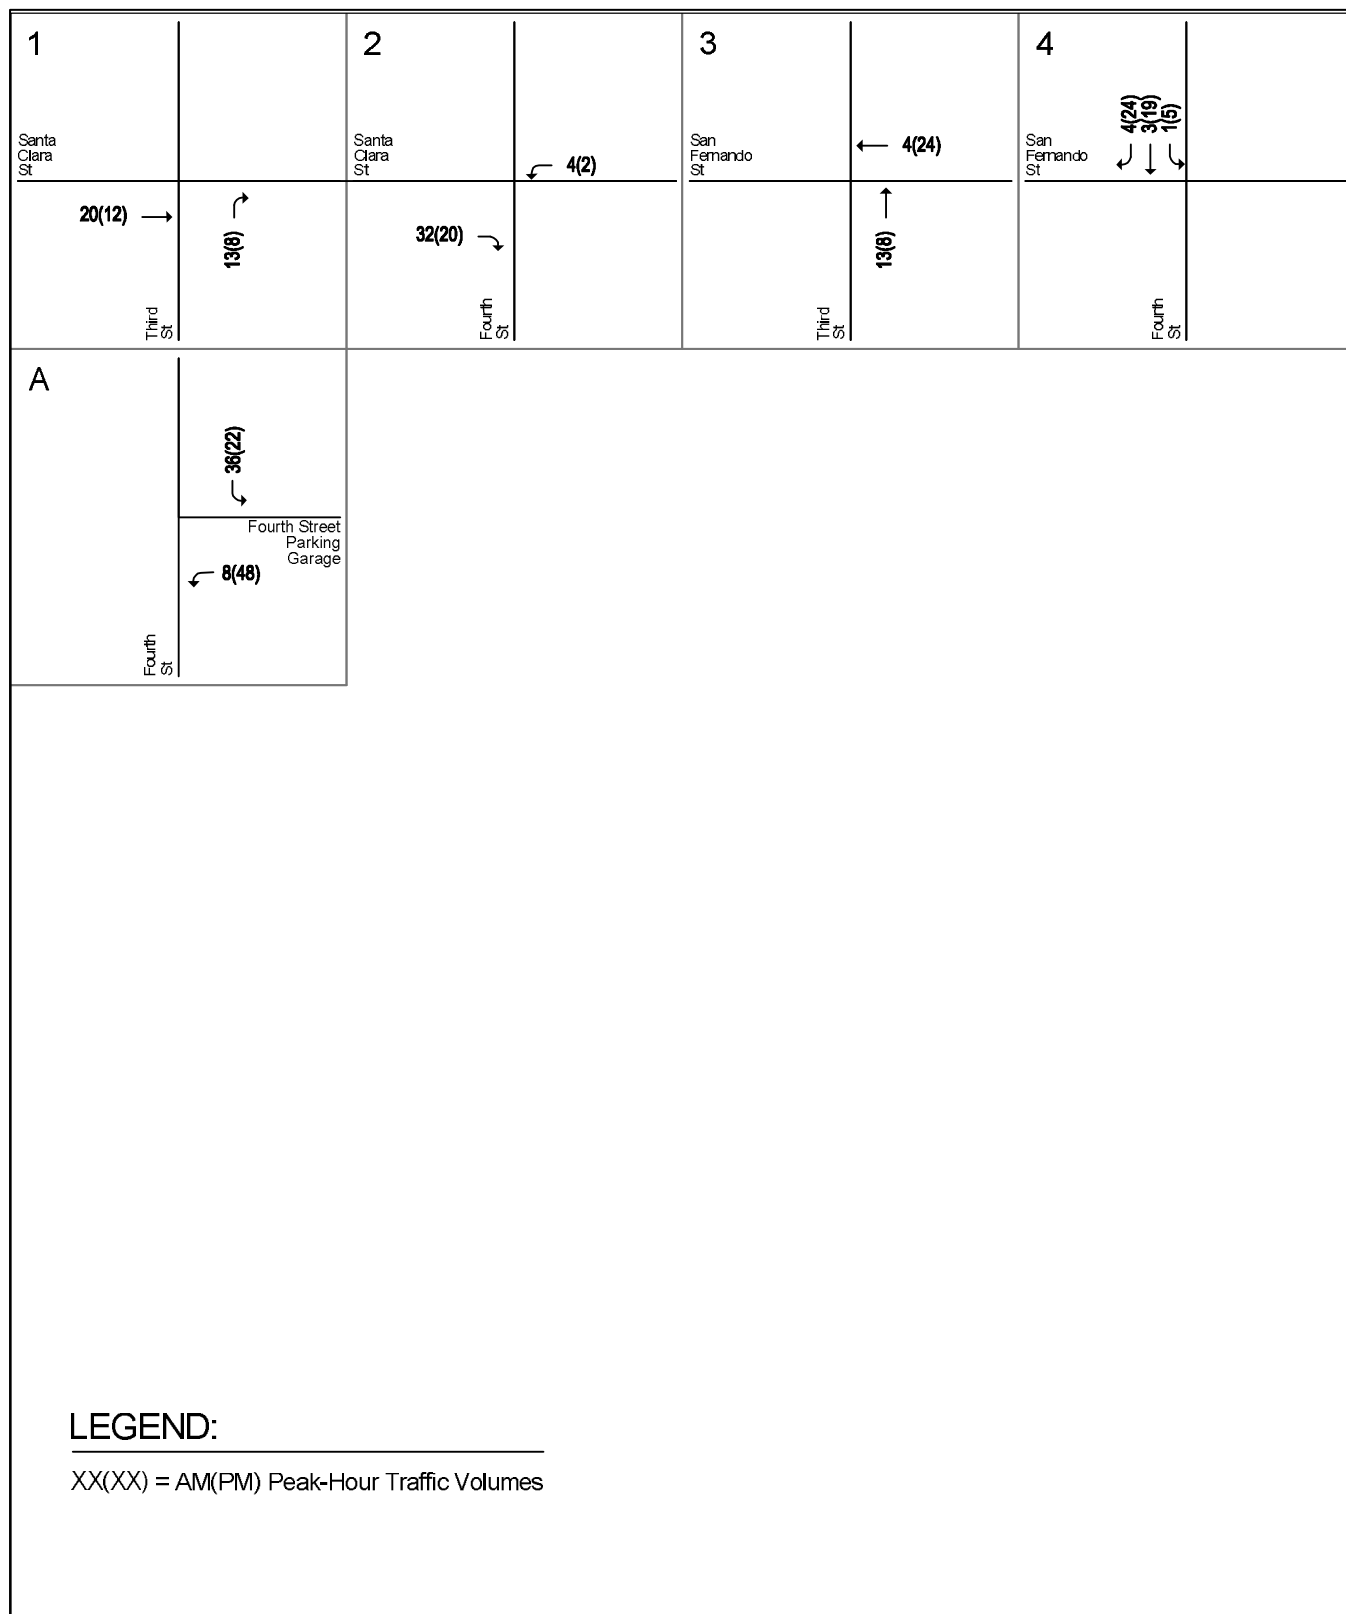 1
Santa
Clara
St
20(12)
13(8)
Third
St
2
Santa
Clara
St
4(2)
32(20)
Fourth
St
3
San
Fernando
St
4(24)
13(8)
Third
St
4
San
Fernando
St
4(24)
3(19)
1(5)
Fourth
St
A
36(22)
Fourth Street
Parking
Garage
8(48)
Fourth
St
LEGEND:
XX(XX) = AM(PM) Peak-Hour Traffic Volumes